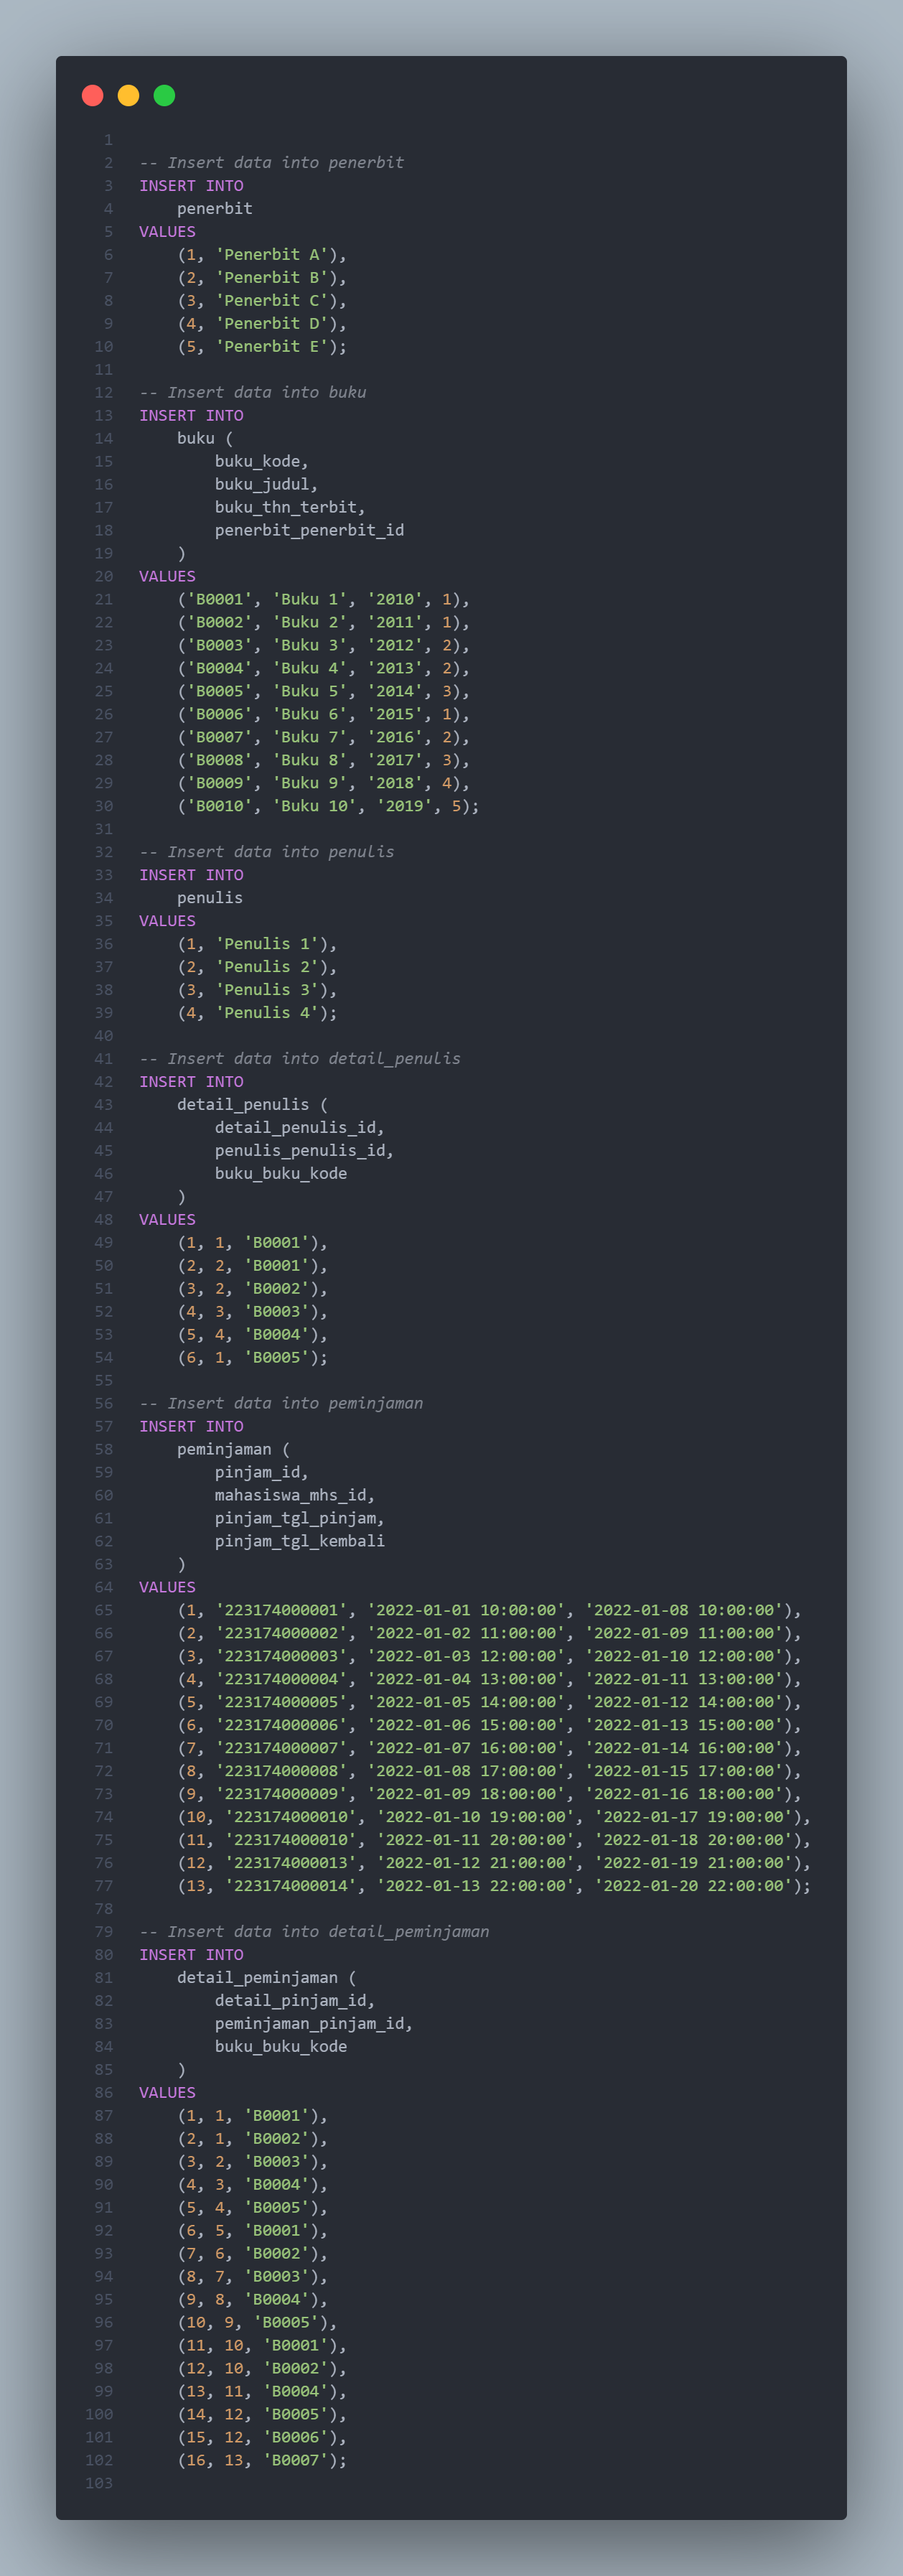 1
2 -- Insert data into penerbit
3 INSERT INTO
4     penerbit
5 VALUES
6     (1, 'Penerbit A'),
7     (2, 'Penerbit B'),
8     (3, 'Penerbit C'),
9     (4, 'Penerbit D'),
10     (5, 'Penerbit E');
11
12 -- Insert data into buku
13 INSERT INTO
14     buku (
15         buku_kode,
16         buku_judul,
17         buku_thn_terbit,
18         penerbit_penerbit_id
19     )
20 VALUES
21     ('B0001', 'Buku 1', '2010', 1),
22     ('B0002', 'Buku 2', '2011', 1),
23     ('B0003', 'Buku 3', '2012', 2),
24     ('B0004', 'Buku 4', '2013', 2),
25     ('B0005', 'Buku 5', '2014', 3),
26     ('B0006', 'Buku 6', '2015', 1),
27     ('B0007', 'Buku 7', '2016', 2),
28     ('B0008', 'Buku 8', '2017', 3),
29     ('B0009', 'Buku 9', '2018', 4),
30     ('B0010', 'Buku 10', '2019', 5);
31
32 -- Insert data into penulis
33 INSERT INTO
34     penulis
35 VALUES
36     (1, 'Penulis 1'),
37     (2, 'Penulis 2'),
38     (3, 'Penulis 3'),
39     (4, 'Penulis 4');
40
41 -- Insert data into detail_penulis
42 INSERT INTO
43     detail_penulis (
44         detail_penulis_id,
45         penulis_penulis_id,
46         buku_buku_kode
47     )
48 VALUES
49     (1, 1, 'B0001'),
50     (2, 2, 'B0001'),
51     (3, 2, 'B0002'),
52     (4, 3, 'B0003'),
53     (5, 4, 'B0004'),
54     (6, 1, 'B0005');
55
56 -- Insert data into peminjaman
57 INSERT INTO
58     peminjaman (
59         pinjam_id,
60         mahasiswa_mhs_id,
61         pinjam_tgl_pinjam,
62         pinjam_tgl_kembali
63     )
64 VALUES
65     (1, '223174000001', '2022-01-01 10:00:00', '2022-01-08 10:00:00'),
66     (2, '223174000002', '2022-01-02 11:00:00', '2022-01-09 11:00:00'),
67     (3, '223174000003', '2022-01-03 12:00:00', '2022-01-10 12:00:00'),
68     (4, '223174000004', '2022-01-04 13:00:00', '2022-01-11 13:00:00'),
69     (5, '223174000005', '2022-01-05 14:00:00', '2022-01-12 14:00:00'),
70     (6, '223174000006', '2022-01-06 15:00:00', '2022-01-13 15:00:00'),
71     (7, '223174000007', '2022-01-07 16:00:00', '2022-01-14 16:00:00'),
72     (8, '223174000008', '2022-01-08 17:00:00', '2022-01-15 17:00:00'),
73     (9, '223174000009', '2022-01-09 18:00:00', '2022-01-16 18:00:00'),
74     (10, '223174000010', '2022-01-10 19:00:00', '2022-01-17 19:00:00'),
75     (11, '223174000010', '2022-01-11 20:00:00', '2022-01-18 20:00:00'),
76     (12, '223174000013', '2022-01-12 21:00:00', '2022-01-19 21:00:00'),
77     (13, '223174000014', '2022-01-13 22:00:00', '2022-01-20 22:00:00');
78
79 -- Insert data into detail_peminjaman
80 INSERT INTO
81     detail_peminjaman (
82         detail_pinjam_id,
83         peminjaman_pinjam_id,
84         buku_buku_kode
85     )
86 VALUES
87     (1, 1, 'B0001'),
88     (2, 1, 'B0002'),
89     (3, 2, 'B0003'),
90     (4, 3, 'B0004'),
91     (5, 4, 'B0005'),
92     (6, 5, 'B0001'),
93     (7, 6, 'B0002'),
94     (8, 7, 'B0003'),
95     (9, 8, 'B0004'),
96     (10, 9, 'B0005'),
97     (11, 10, 'B0001'),
98     (12, 10, 'B0002'),
99     (13, 11, 'B0004'),
100     (14, 12, 'B0005'),
101     (15, 12, 'B0006'),
102     (16, 13, 'B0007');
103